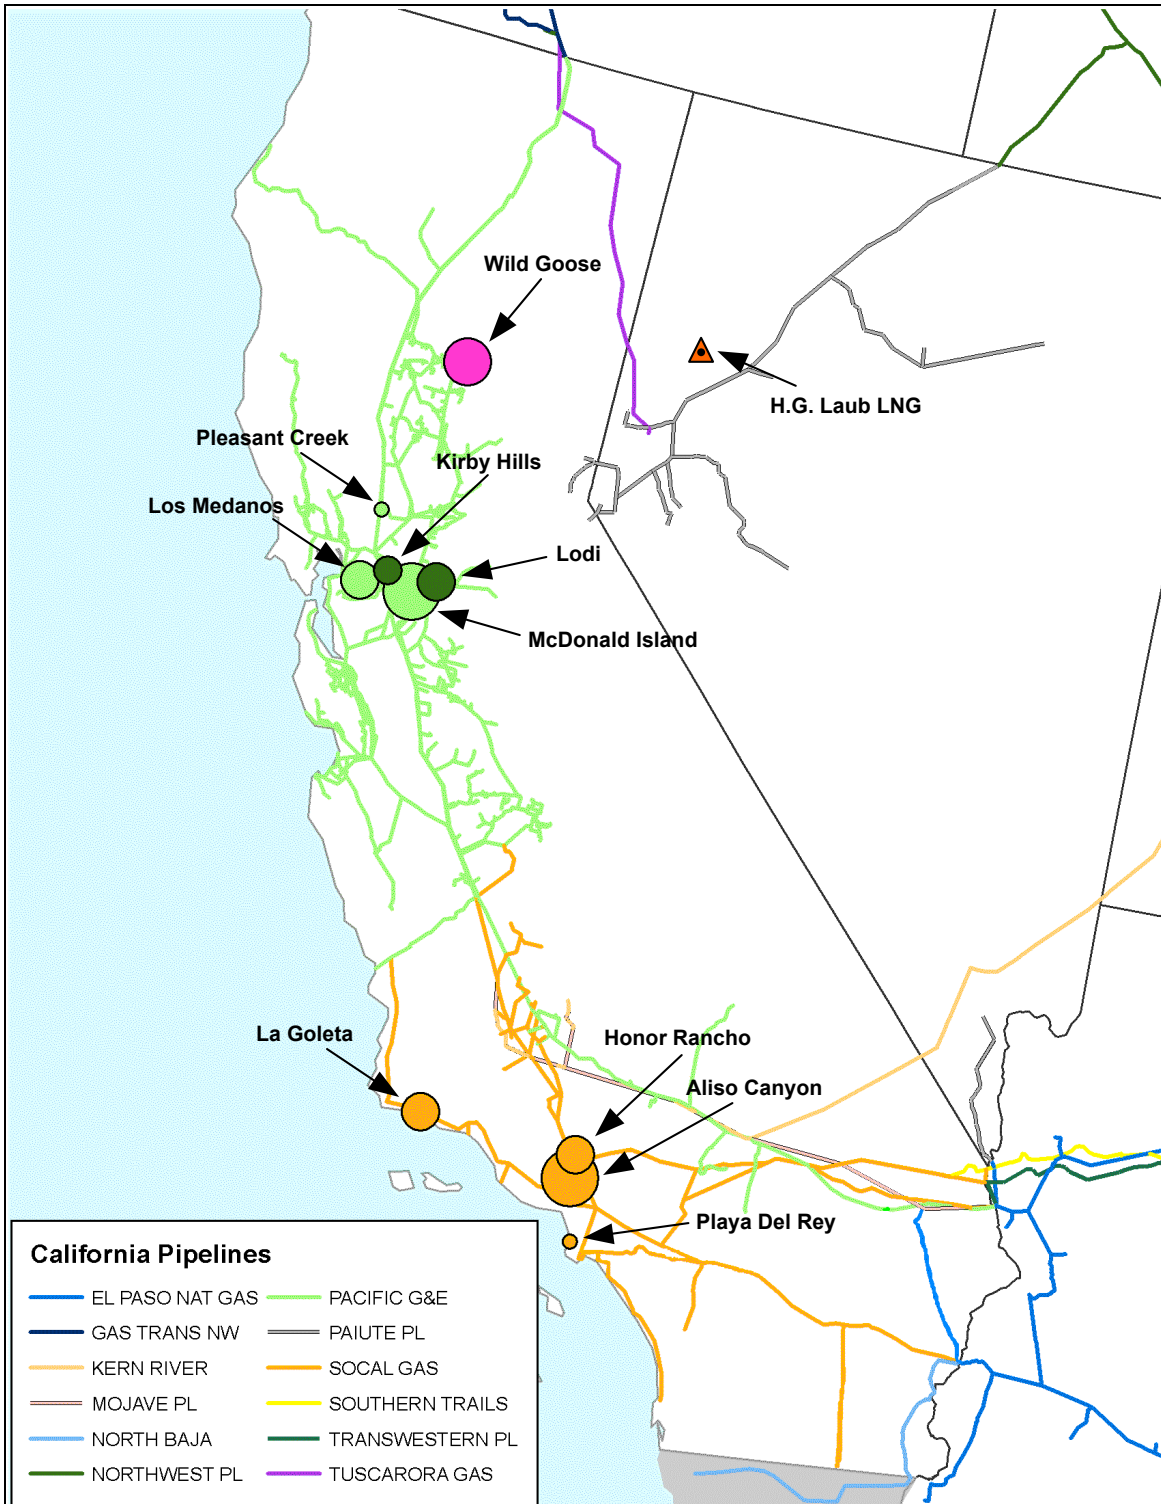 Wild Goose
H.G. Laub LNG
Pleasant Creek
Kirby Hills
Los Medanos
Lodi
McDonald Island
La Goleta
Honor Rancho
Aliso Canyon
Playa Del Rey
California Pipelines
EL PASO NAT GAS
PACIFIC G&E
GAS TRANS NW
PAIUTE PL
KERN RIVER
SOCAL GAS
MOJAVE PL
SOUTHERN TRAILS
NORTH BAJA
TRANSWESTERN PL
NORTHWEST PL
TUSCARORA GAS